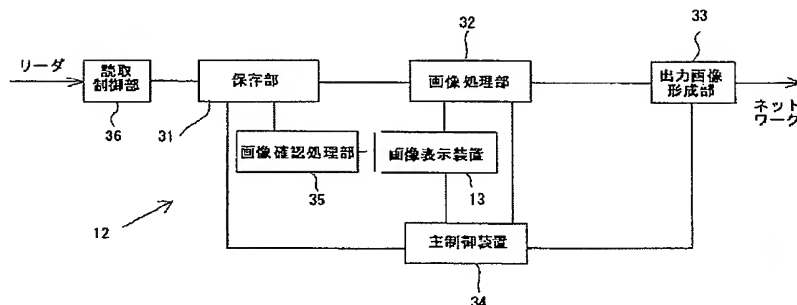 32
33
リーダ
読取
制御部
保存部
画像処理部
出力画像
形成部
ネット
ワーク
36
31
画像確認処理部
画像表示装置
35
13
12
主制御装置
34